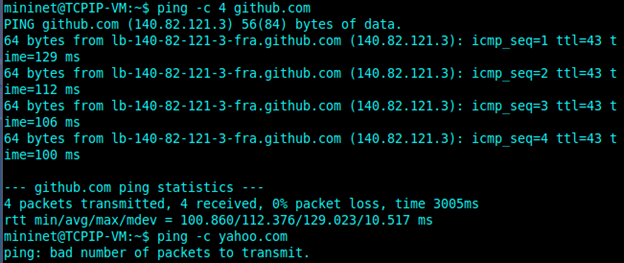 mininet@TCPIP-VM:~$ ping -c 4 github.com
PING github.com (140.82.121.3) 56(84) bytes of data.
64 bytes from lb-140-82-121-3-fra.github.com (140.82.121.3): icmp_seq=1 ttl=43 t
ime=129 ms
64 bytes from lb-140-82-121-3-fra.github.com (140.82.121.3): icmp_seq=2 ttl=43 t
ime=112 ms
64 bytes from lb-140-82-121-3-fra.github.com (140.82.121.3): icmp_seq=3 ttl=43 t
ime=106 ms
64 bytes from lb-140-82-121-3-fra.github.com (140.82.121.3): icmp_seq=4 ttl=43 t
ime=100 ms
--- github.com ping statistics ---
4 packets transmitted, 4 received, 0% packet loss, time 3005ms
rtt min/avg/max/mdev = 100.860/112.376/129.023/10.517 ms
mininet@TCPIP-VM:~$ ping -c yahoo.com
ping: bad number of packets to transmit.